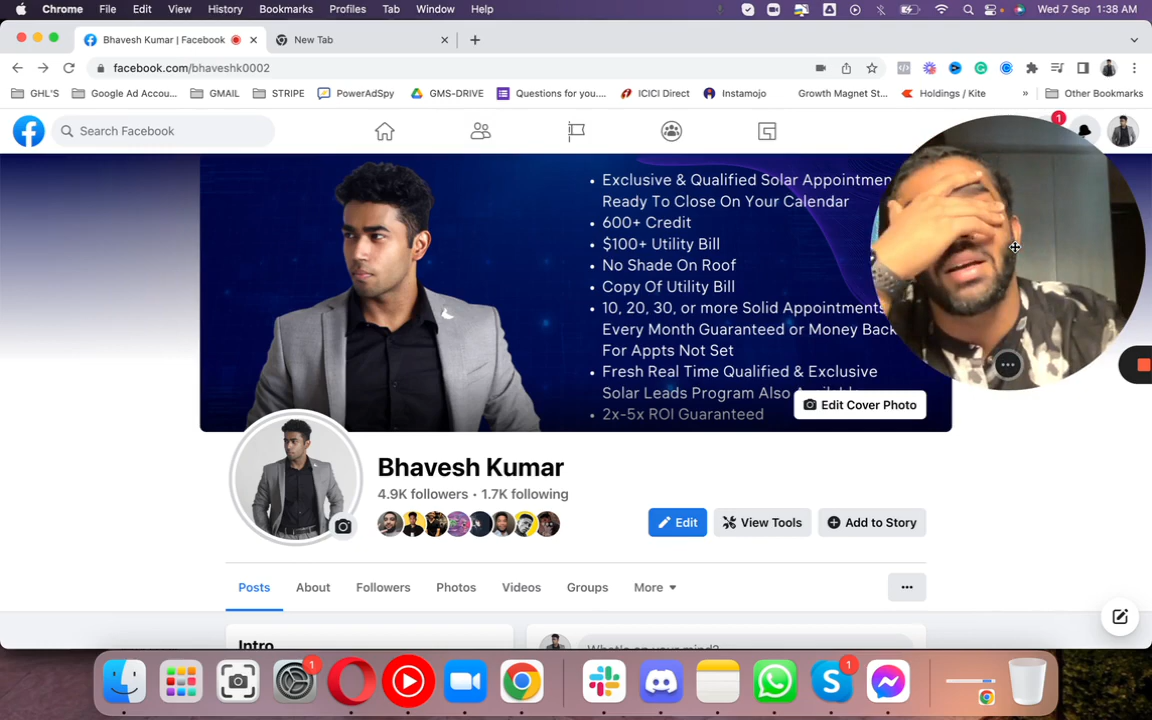 Chrome File Edit View History Bookmarks Profiles Tab Window Help Wed 7 Sep 1:38 AM
Bhavesh Kumar | Facebook New Tab
facebook.com/bhaveshk0002
GHL'S Google Ad Accou... GMAIL STRIPE PowerAdSpy GMS-DRIVE Questions for you.... ICICI Direct Instamojo Growth Magnet St... Holdings / Kite » Other Bookmarks
Search Facebook 1
• Exclusive & Qualified Solar Appointmen
Ready To Close On Your Calendar
• 600+ Credit
• $100+ Utility Bill
• No Shade On Roof
• Copy Of Utility Bill
• 10, 20, 30, or more Solid Appointments
Every Month Guaranteed or Money Back
For Appts Not Set
• Fresh Real Time Qualified & Exclusive
Solar Leads Program Also
• 2x-5x ROI Guaranteed
Edit Cover Photo
Bhavesh Kumar
4.9K followers • 1.7K following
Edit View Tools Add to Story
Posts About Followers Photos Videos Groups More
Intro
1 1